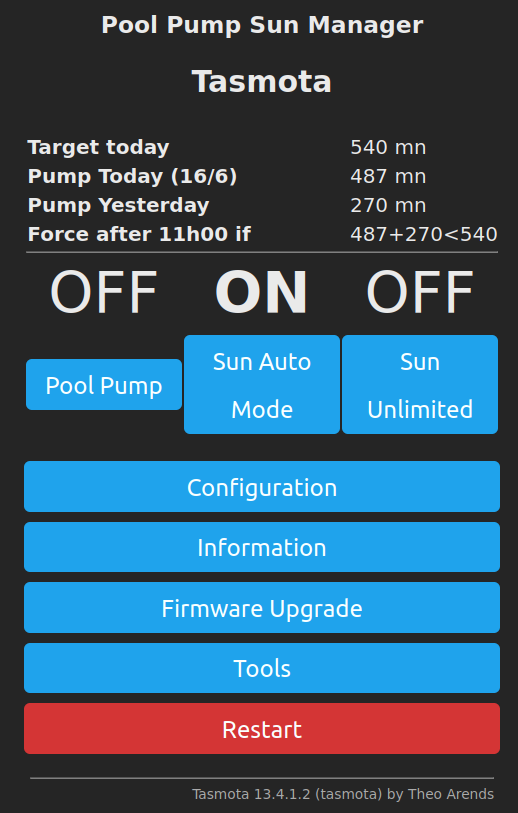 Pool Pump Sun Manager
Tasmota
Target today 540 mn
Pump Today (16/6) 487 mn
Pump Yesterday 270 mn
Force after 11h00 if 487+270<540
OFF ON OFF
Pool Pump
Sun Auto
Mode
Sun
Unlimited
Configuration
Information
Firmware Upgrade
Tools
Restart
Tasmota 13.4.1.2 (tasmota) by Theo Arends